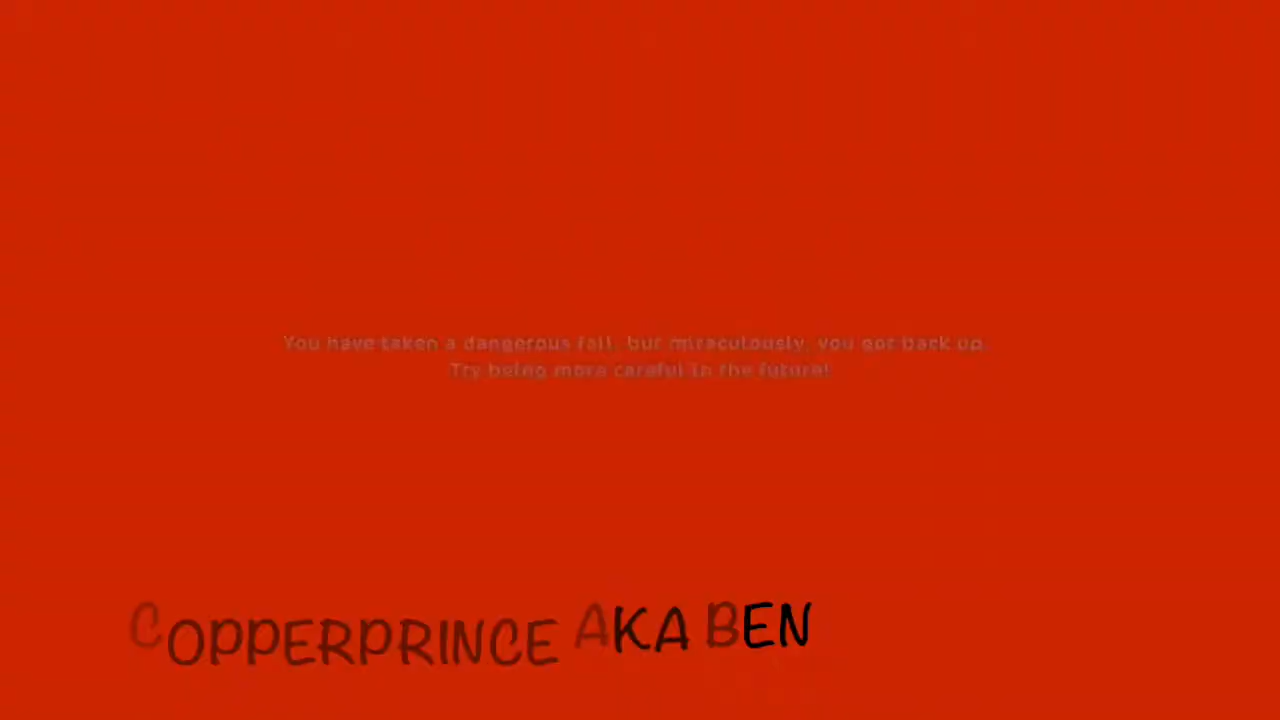 You have taken a dangerous fall, but miraculously, you got back up.
Try being more careful in the future!
COPPERPRINCE AKA BEN